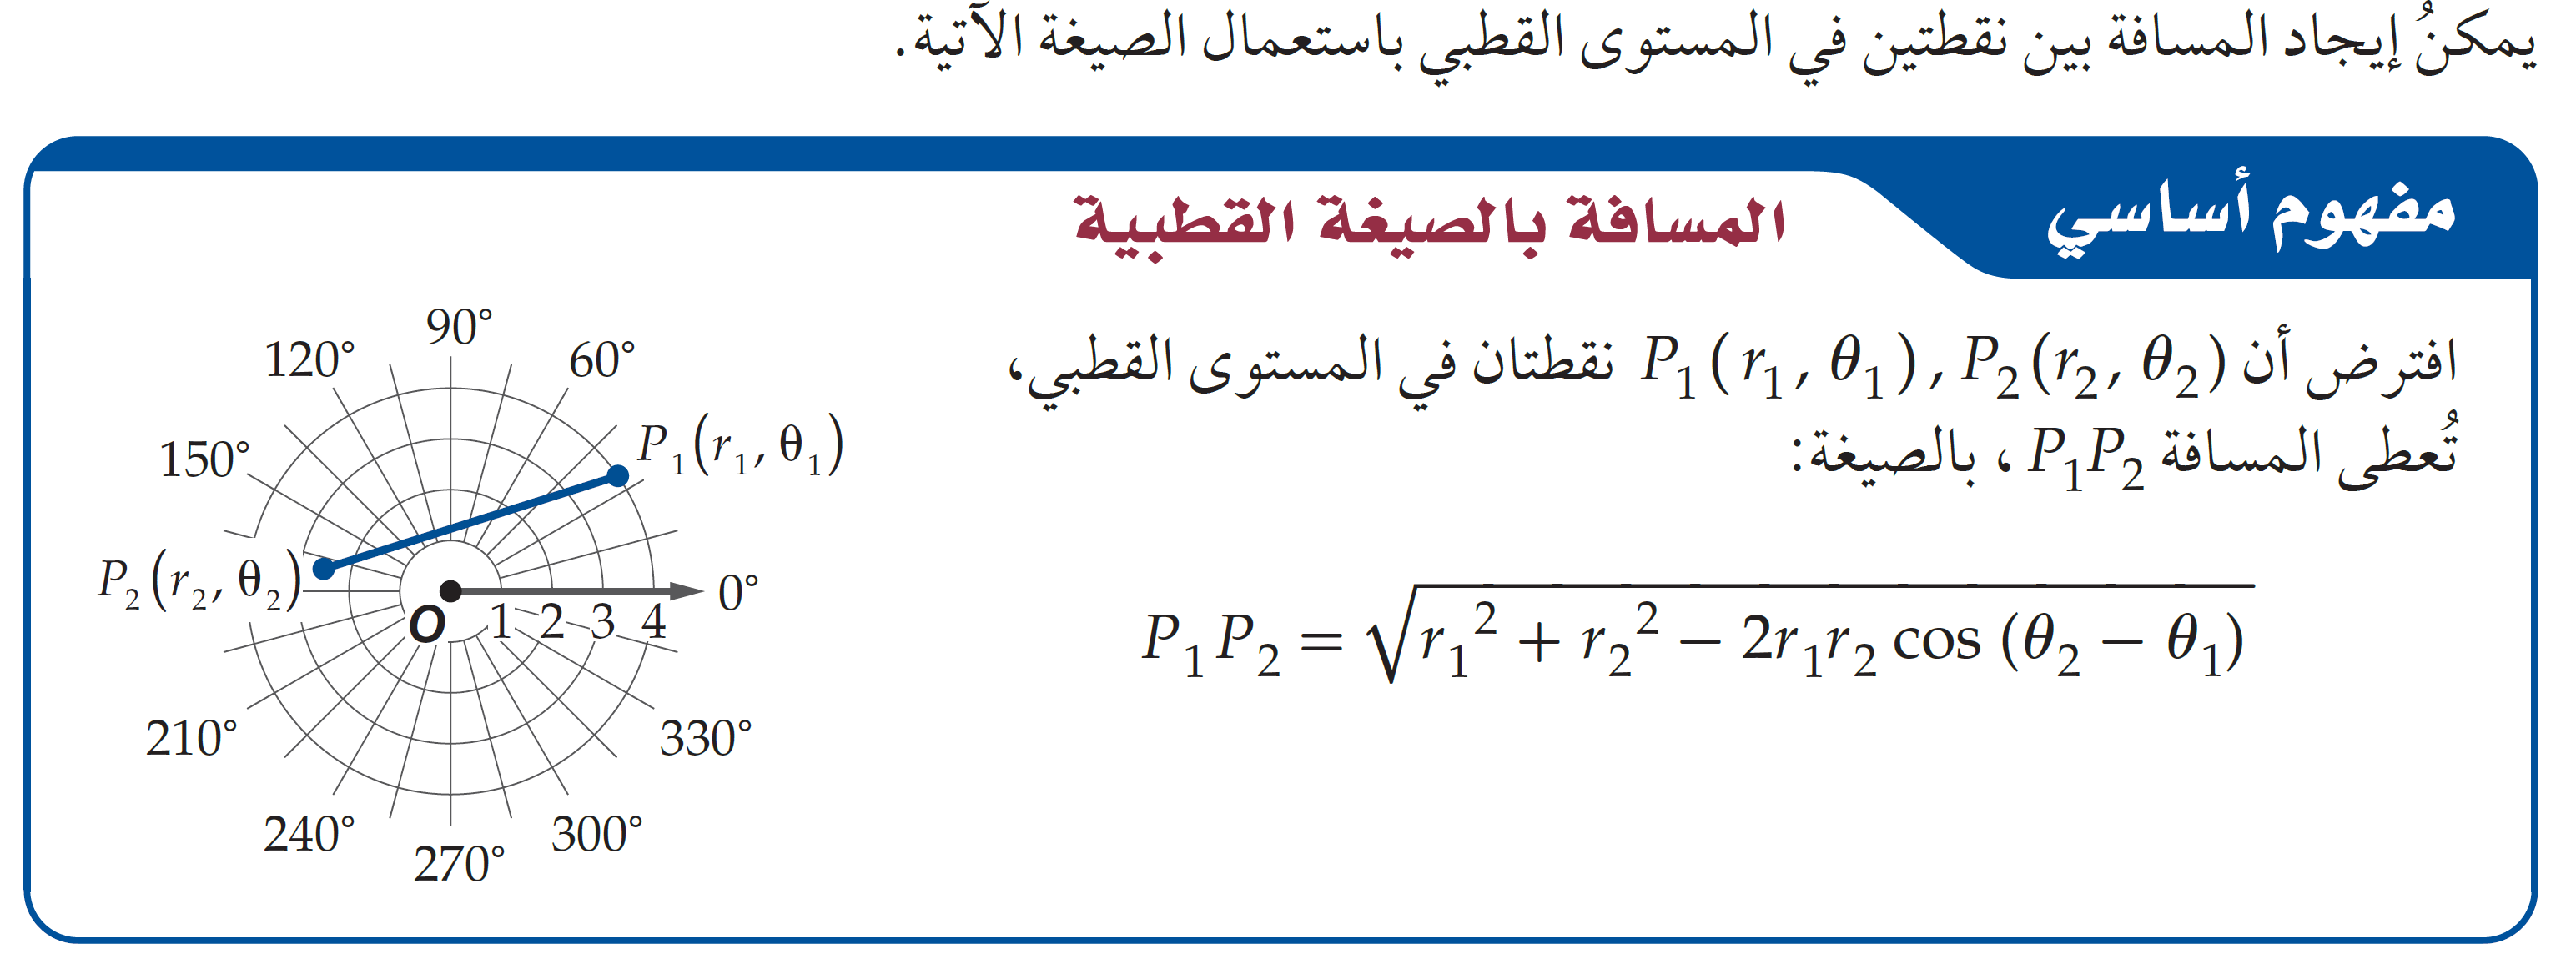 يمكنُ إيجاد المسافة بين نقطتين في المستوى القطبي باستعمال الصيغة الآتية.
مفهوم أساسي
المسافة بالصيغة القطبية
افترض أن P₁(r₁, θ₁), P₂(r₂, θ₂) نقطتان في المستوى القطبي،
تُعطى المسافة P₁P₂ ، بالصيغة:
P₁P₂ = √(r₁² + r₂² − 2r₁r₂ cos (θ₂ − θ₁))
90°
120°
60°
P₁(r₁, θ₁)
150°
P₂(r₂, θ₂)
0°
O 1 2 3 4
210°
330°
240°
300°
270°